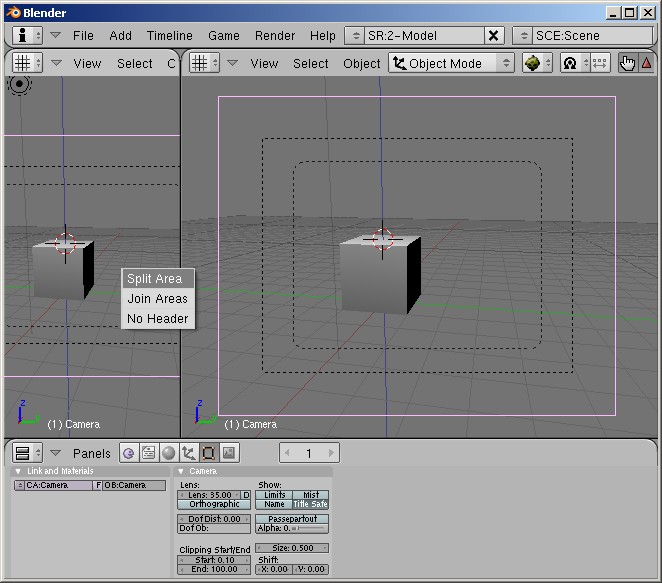 Blender
File Add Timeline Game Render Help SR:2-Model SCE:Scene
View Select C
View Select Object Object Mode
Split Area
Join Areas
No Header
z
(1) Camera
z
(1) Camera
Panels 1
Link and Materials
CA:Camera F OB:Camera
Camera
Lens: Show:
Lens: 35.00 D Limits Mist
Orthographic Name Title Safe
Dof Dist: 0.00 Passepartout
Dof Ob: Alpha: 0.
Clipping Start/End Size: 0.500
Start: 0.10 Shift:
End: 100.00 X: 0.00 Y: 0.00